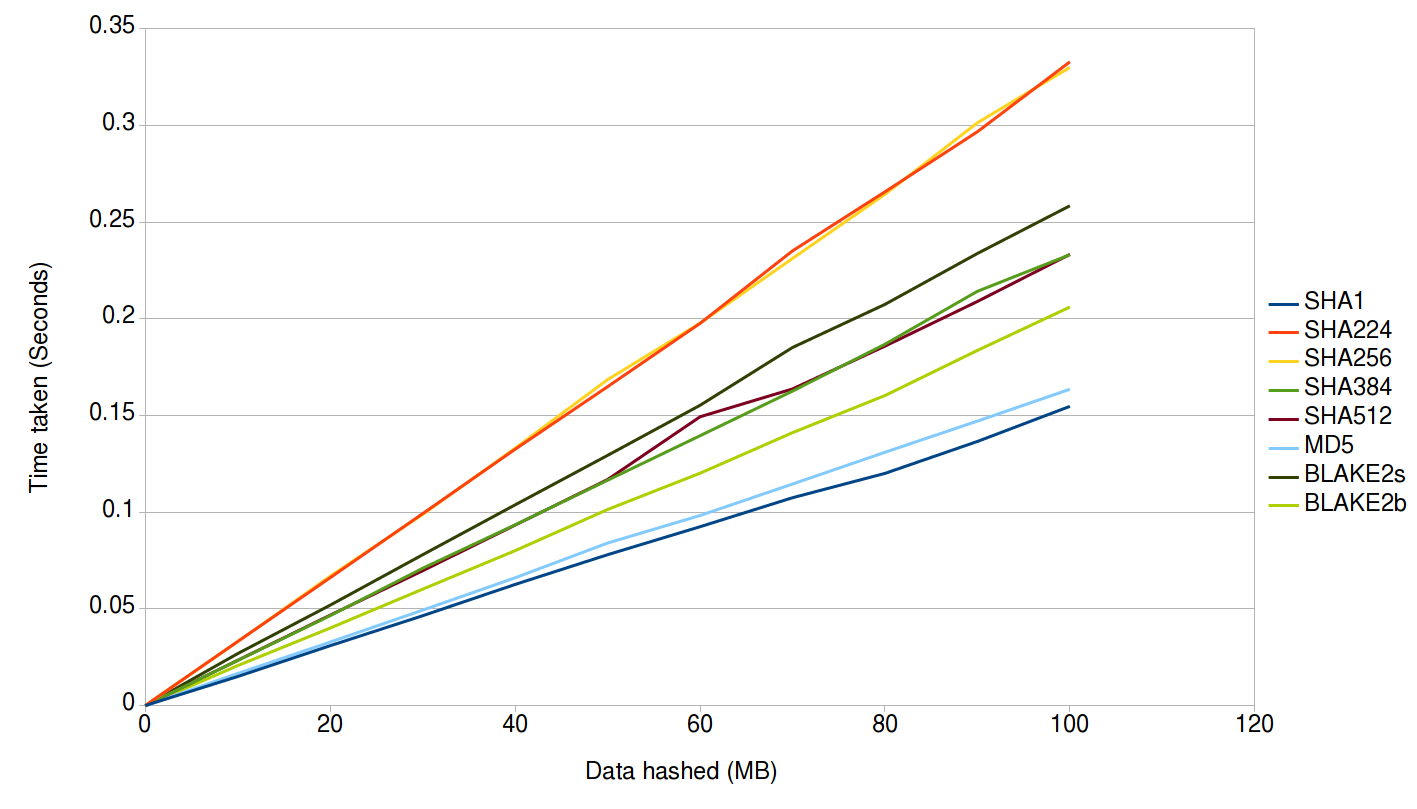 0.35
0.3
0.25
0.2
0.15
0.1
0.05
0
0 20 40 60 80 100 120
Time taken (Seconds)
Data hashed (MB)
SHA1
SHA224
SHA256
SHA384
SHA512
MD5
BLAKE2s
BLAKE2b